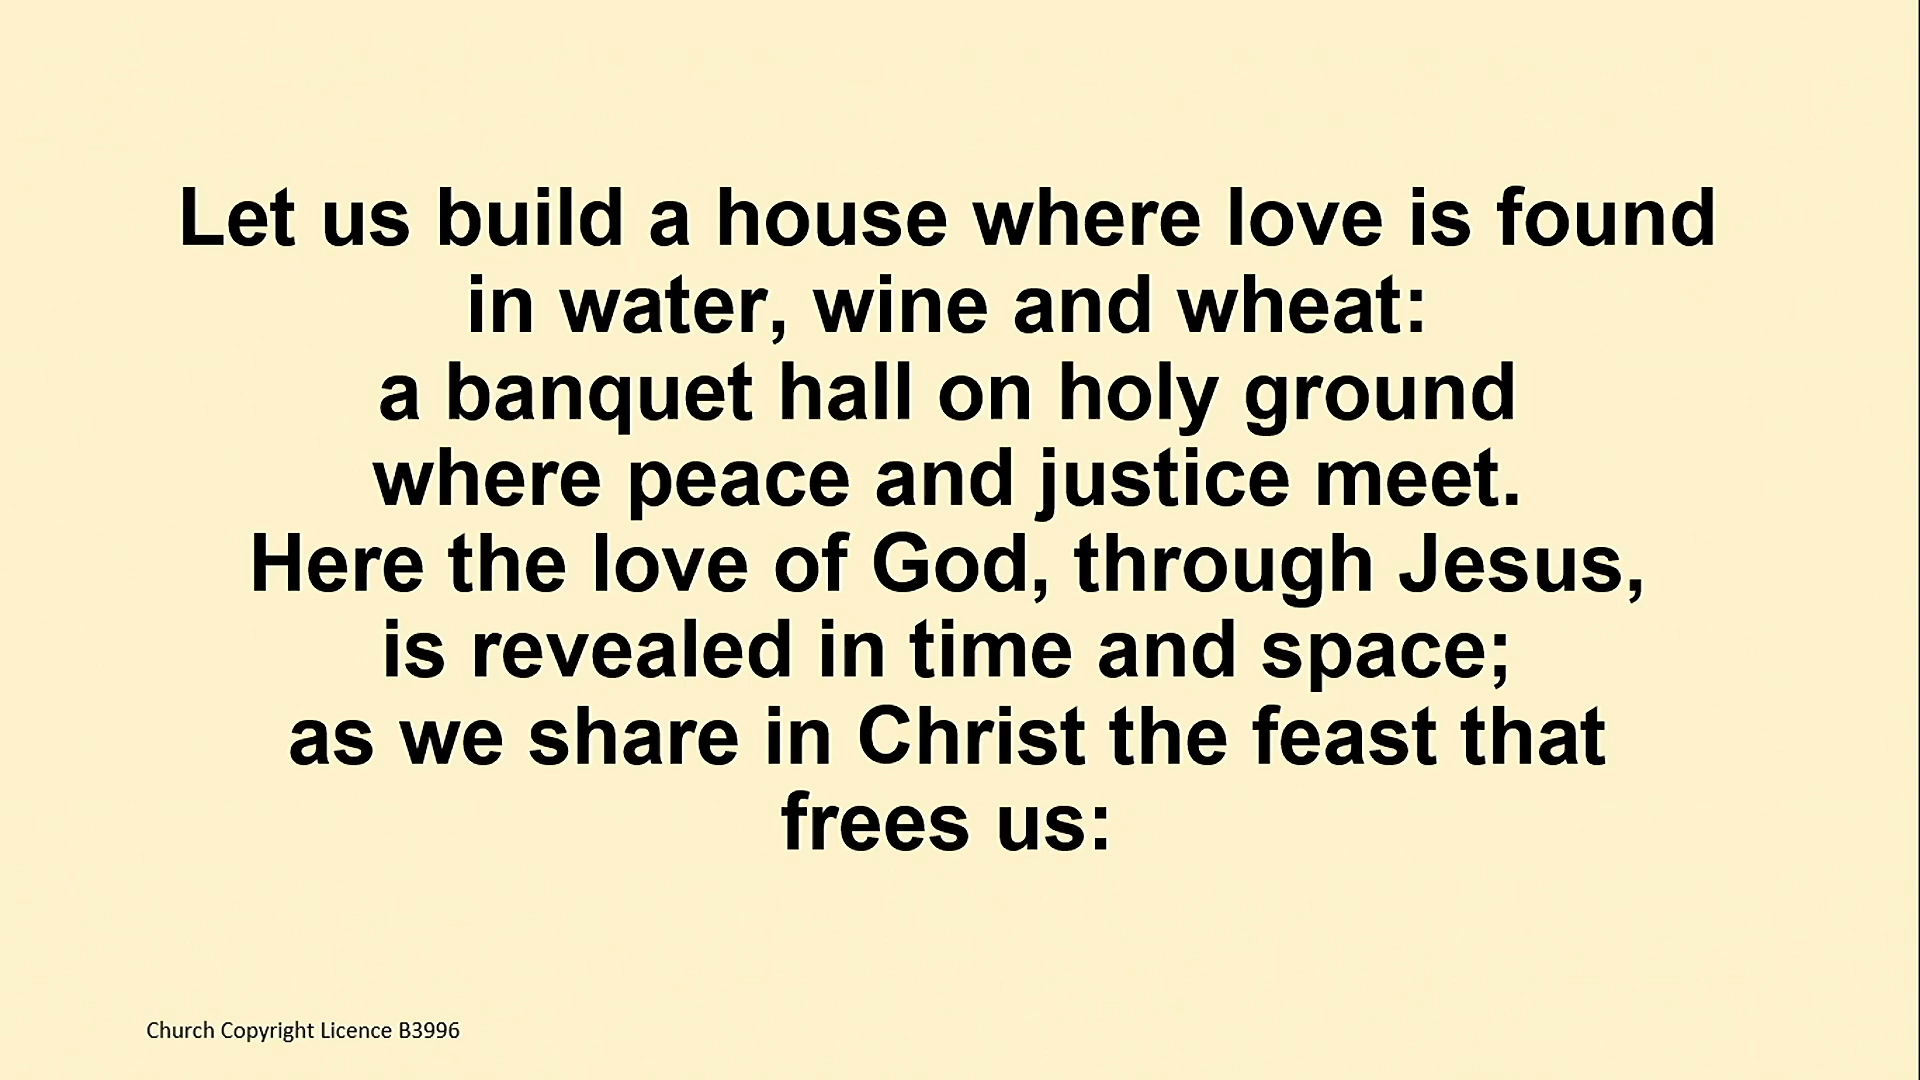 Let us build a house where love is found
in water, wine and wheat:
a banquet hall on holy ground
where peace and justice meet.
Here the love of God, through Jesus,
is revealed in time and space;
as we share in Christ the feast that
frees us:
Church Copyright Licence B3996